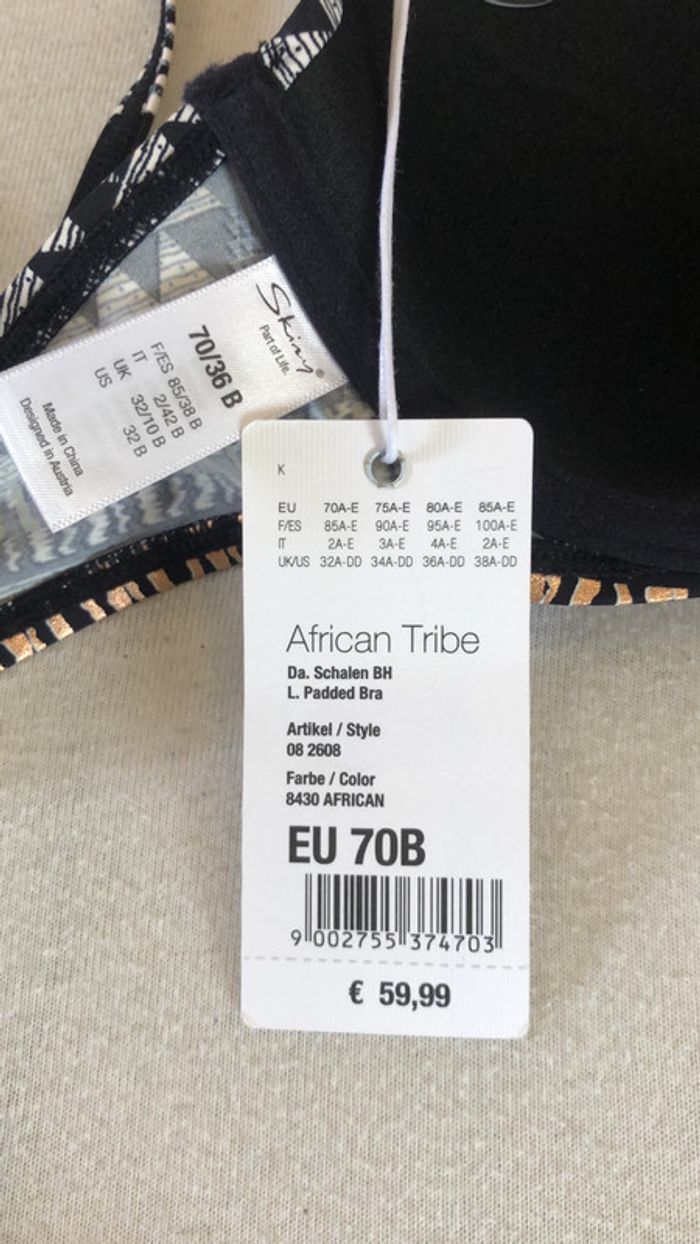 Skiny®
Part of Life.
70/36 B
F/ES 85/38 B
IT 2/42 B
UK 32/10 B
US 32 B
Made in China
Designed in Austria
K
EU 70A-E 75A-E 80A-E 85A-E
F/ES 85A-E 90A-E 95A-E 100A-E
IT 2A-E 3A-E 4A-E 2A-E
UK/US 32A-DD 34A-DD 36A-DD 38A-DD
African Tribe
Da. Schalen BH
L. Padded Bra
Artikel / Style
08 2608
Farbe / Color
8430 AFRICAN
EU 70B
9 002755 374703
€ 59,99